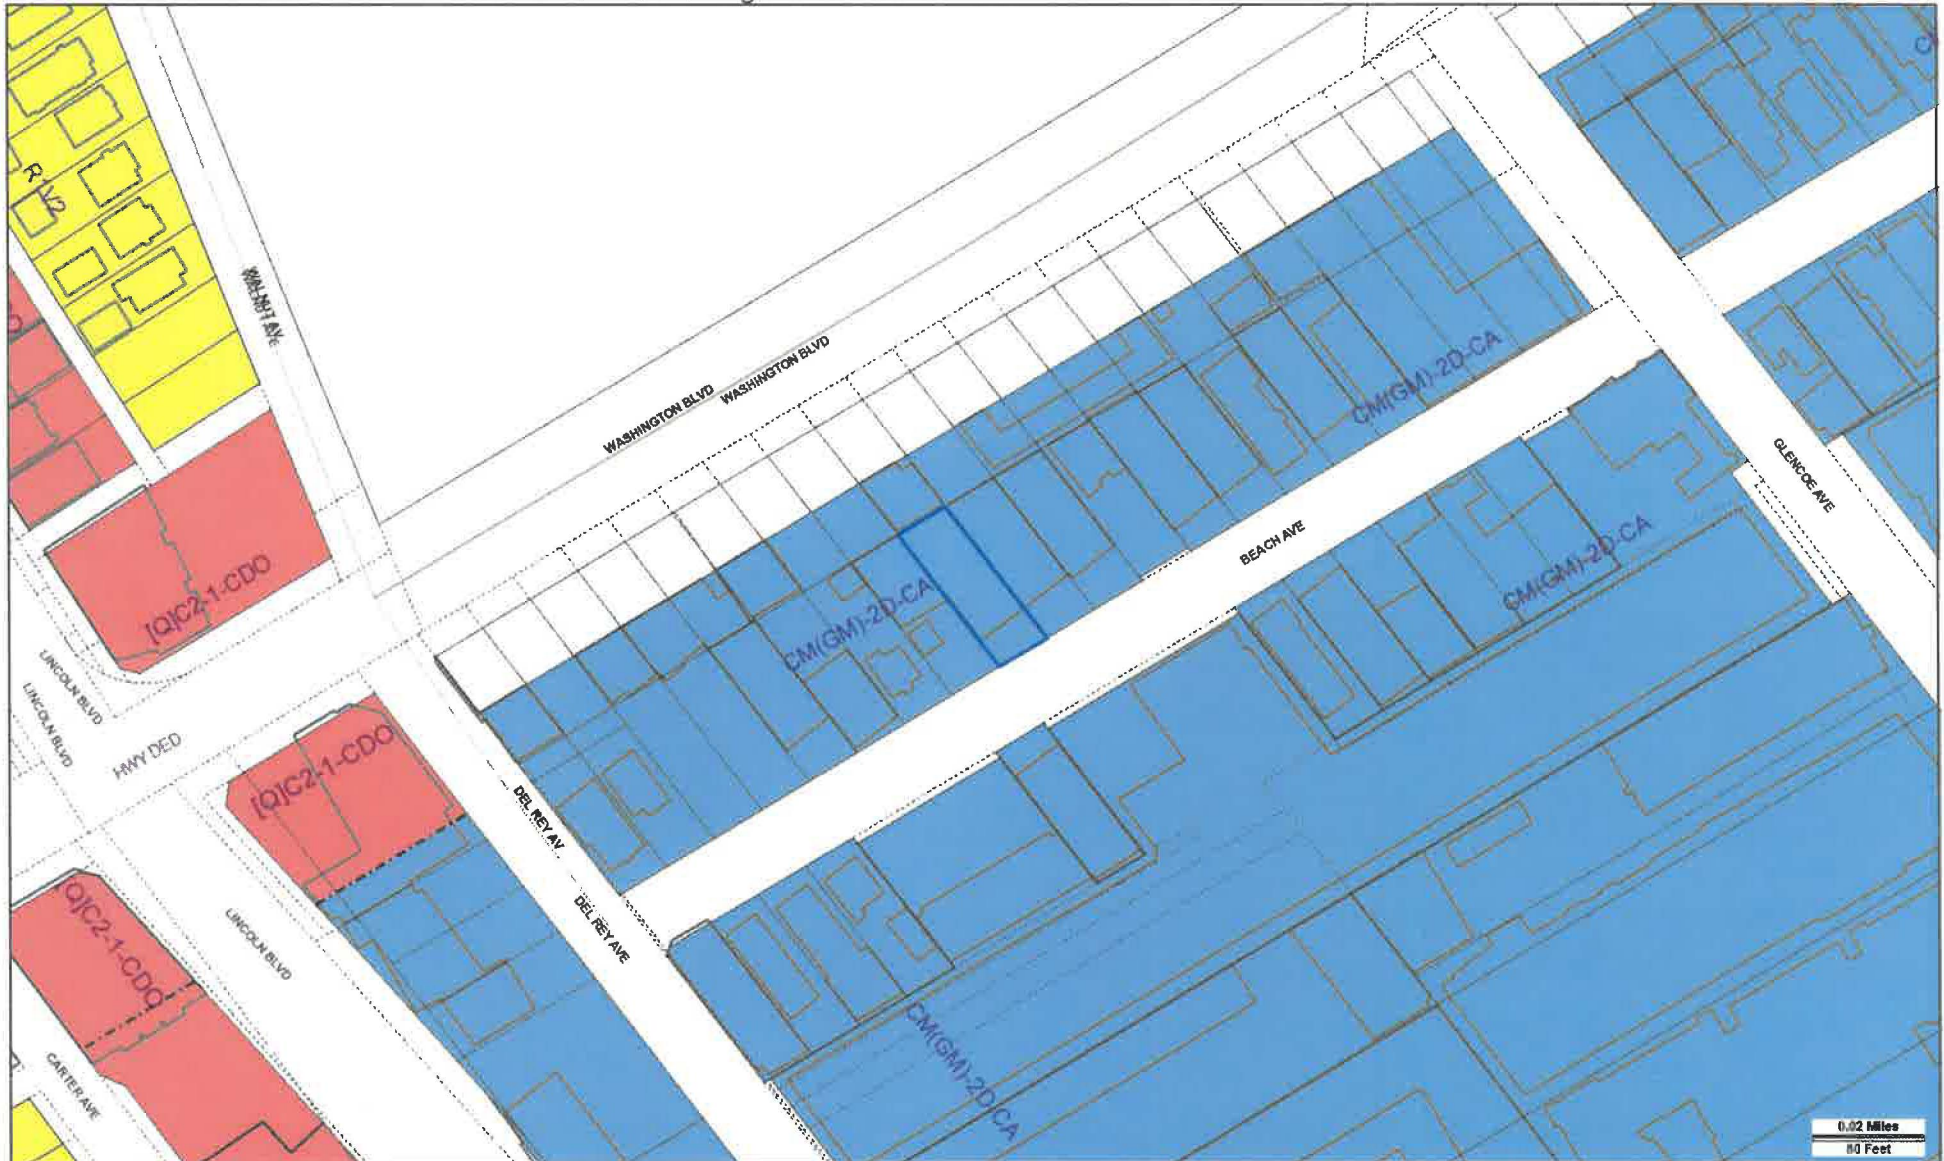 R1V2
WALNUT AV
WALNUT AVE
WASHINGTON BLVD
WASHINGTON BLVD
CM(GM)-2D-CA
GLENCOE AVE
BEACH AVE
CM(GM)-2D-CA
CM(GM)-2D-CA
[Q]C2-1-CDO
LINCOLN BLVD
LINCOLN BLVD
HWY DED
[Q]C2-1-CDO
DEL REY AV
DEL REY AVE
[Q]C2-1-CDO
LINCOLN BLVD
CM(GM)-2D-CA
CARTER AVE
0.02 Miles
80 Feet